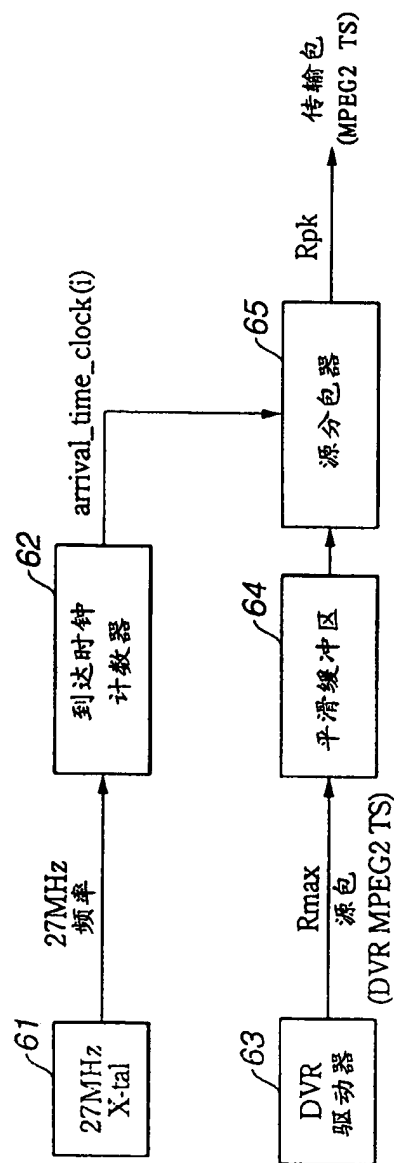 61
27MHz
X-tal
27MHz
频率
62
到达时钟
计数器
arrival_time_clock(i)
63
DVR
驱动器
Rmax
源包
(DVR MPEG2 TS)
64
平滑缓冲区
65
源分包器
Rpk
传输包
(MPEG2 TS)